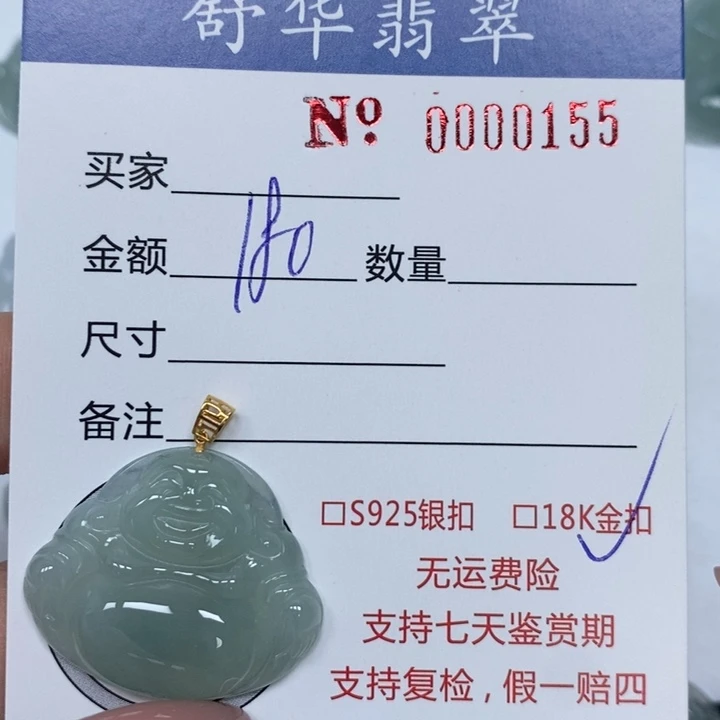 舒华翡翠
No 0000155
买家
金额 180 数量
尺寸
备注
□S925银扣 □18K金扣
无运费险
支持七天鉴赏期
支持复检，假一赔四